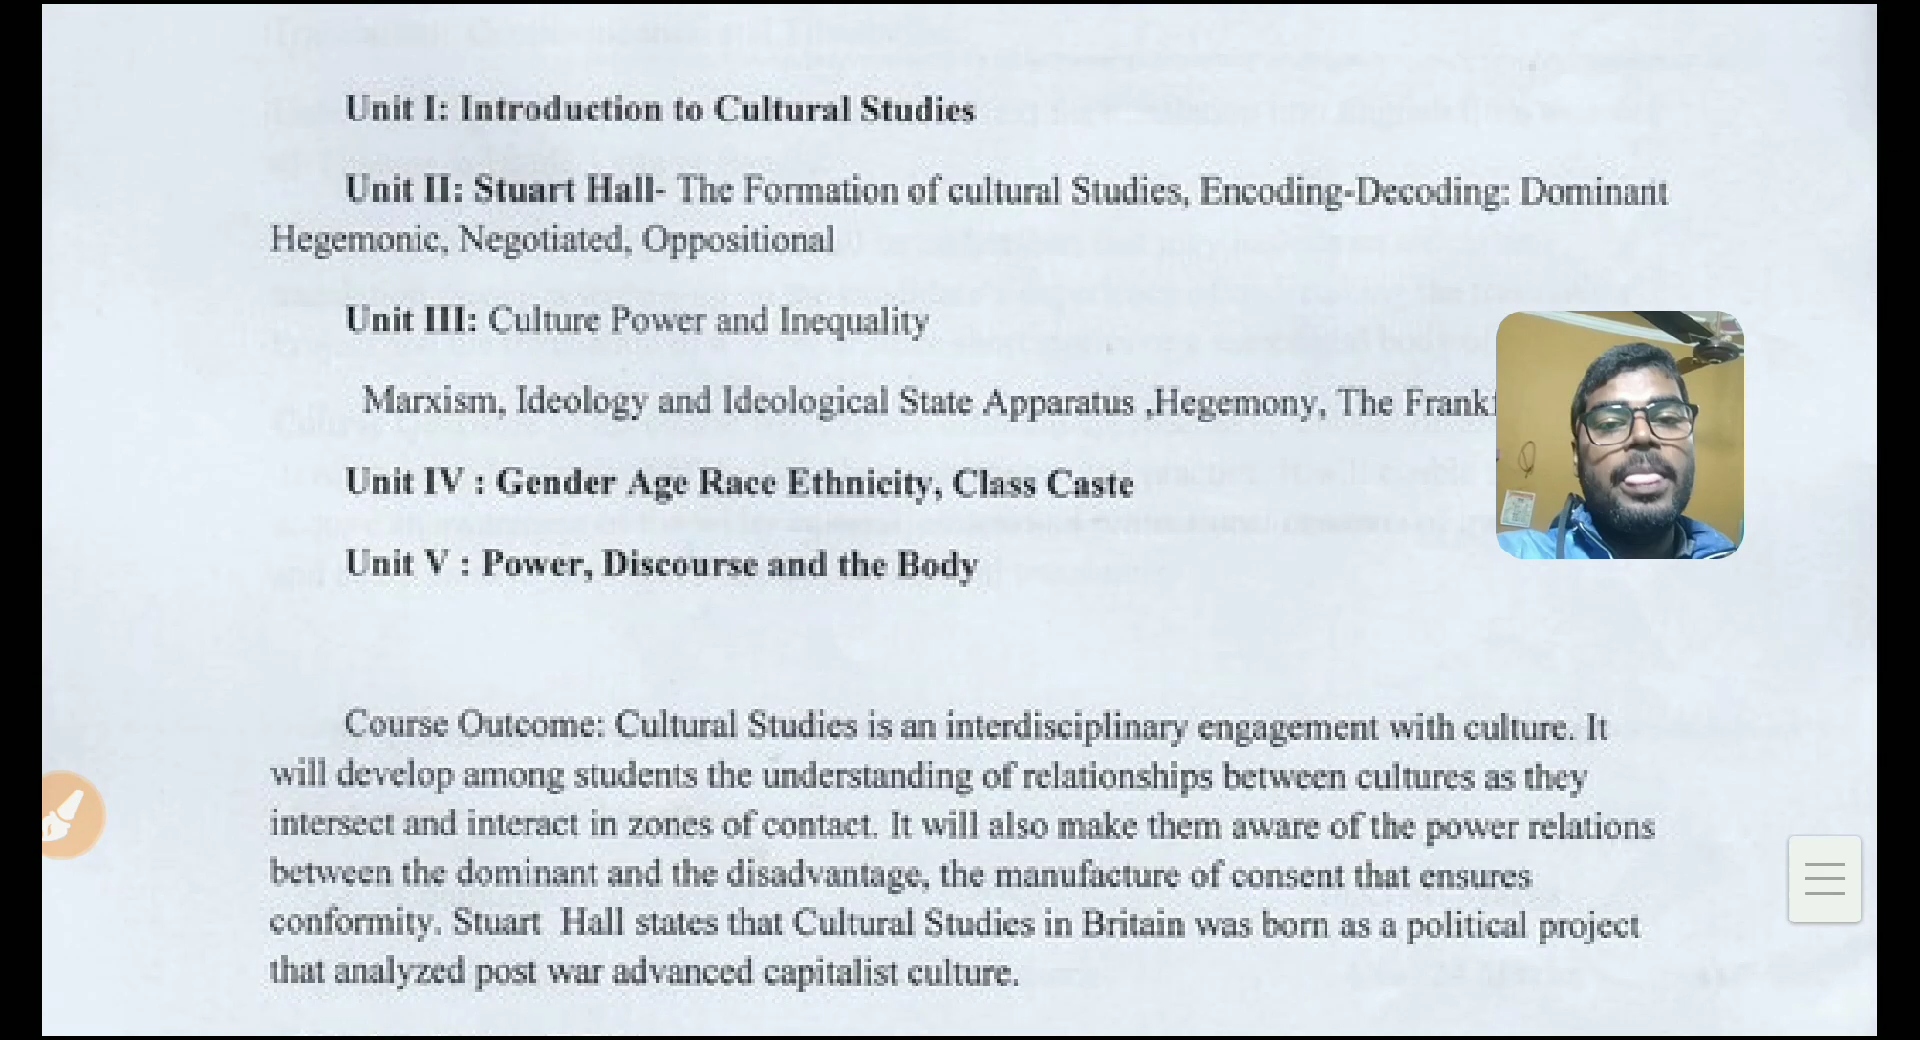 Unit I: Introduction to Cultural Studies
Unit II: Stuart Hall- The Formation of cultural Studies, Encoding-Decoding: Dominant
Hegemonic, Negotiated, Oppositional
Unit III: Culture Power and Inequality
Marxism, Ideology and Ideological State Apparatus ,Hegemony, The
Unit IV : Gender Age Race Ethnicity, Class Caste
Unit V : Power, Discourse and the Body
Course Outcome: Cultural Studies is an interdisciplinary engagement with culture. It
will develop among students the understanding of relationships between cultures as they
intersect and interact in zones of contact. It will also make them aware of the power relations
between the dominant and the disadvantage, the manufacture of consent that ensures
conformity. Stuart Hall states that Cultural Studies in Britain was born as a political project
that analyzed post war advanced capitalist culture.